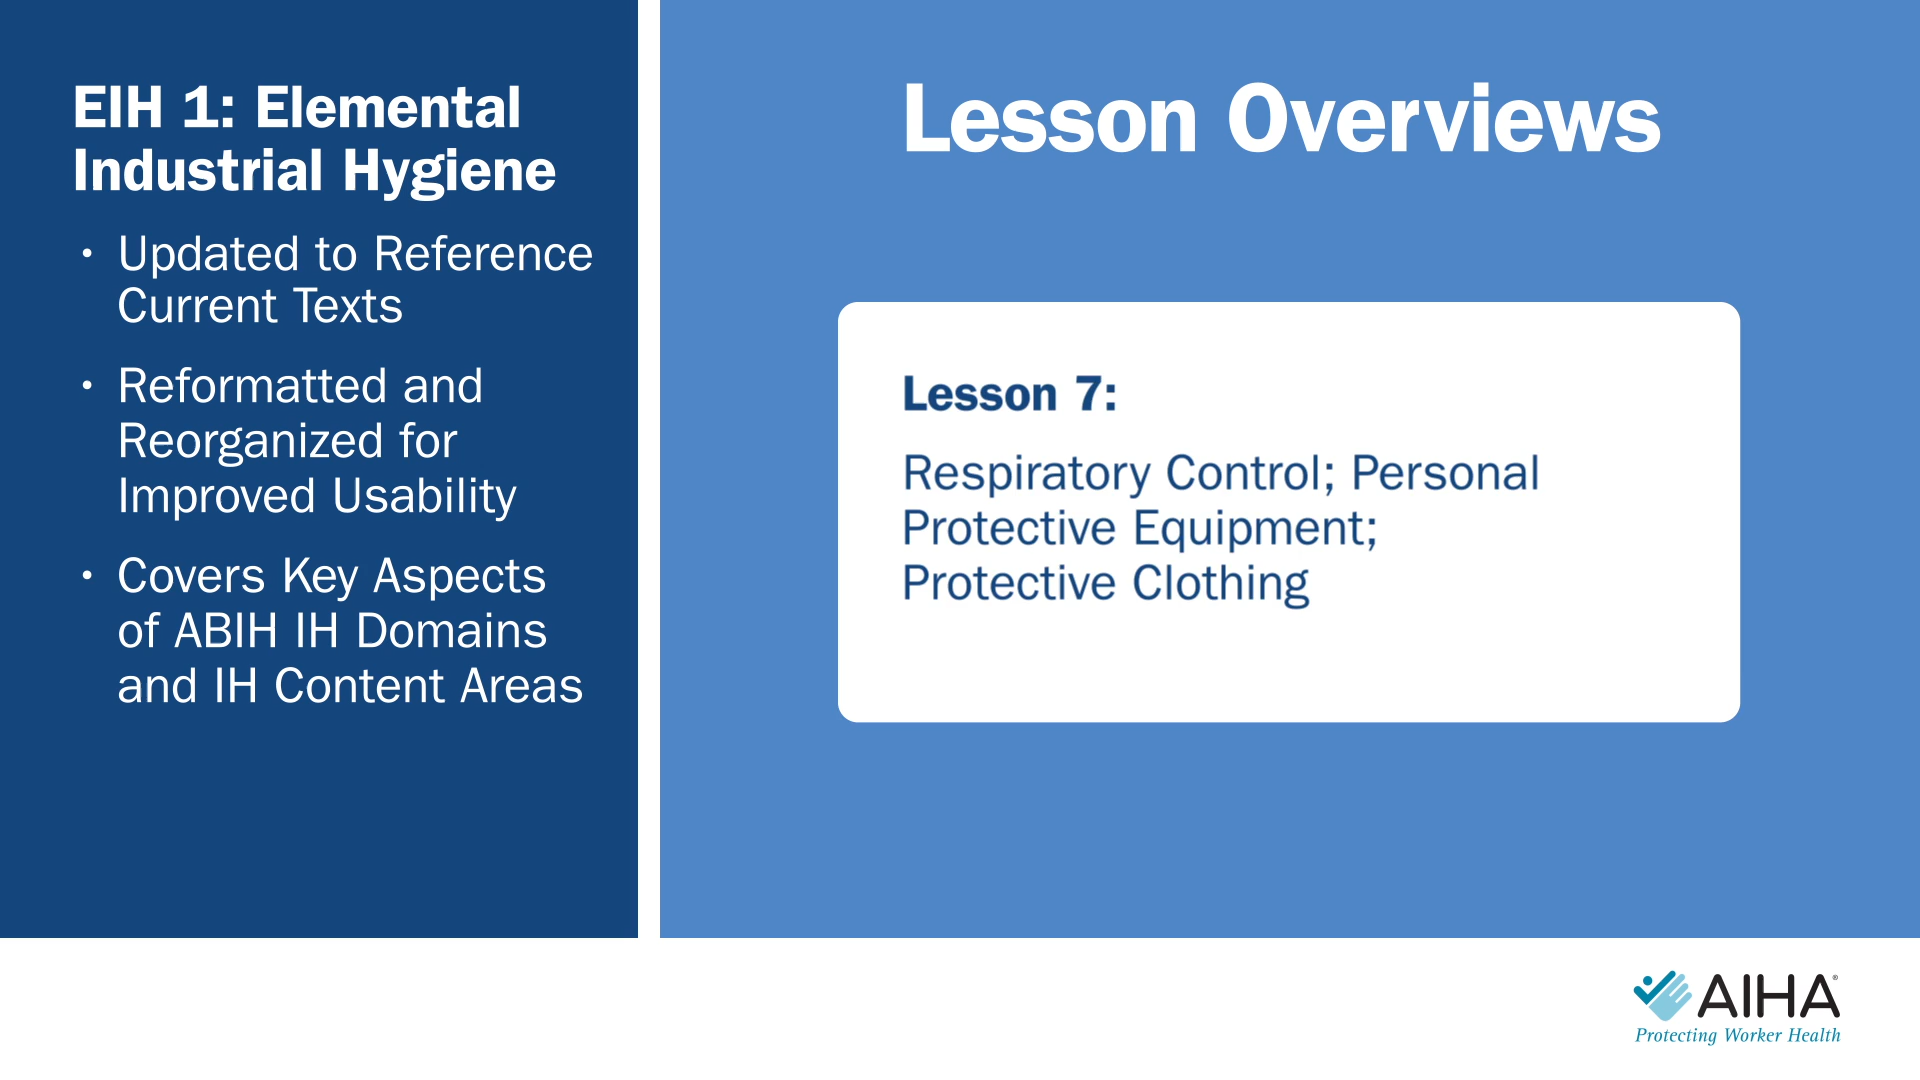 EIH 1: Elemental
Industrial Hygiene
• Updated to Reference
Current Texts
• Reformatted and
Reorganized for
Improved Usability
• Covers Key Aspects
of ABIH IH Domains
and IH Content Areas
Lesson Overviews
Lesson 7:
Respiratory Control; Personal
Protective Equipment;
Protective Clothing
AIHA®
Protecting Worker Health